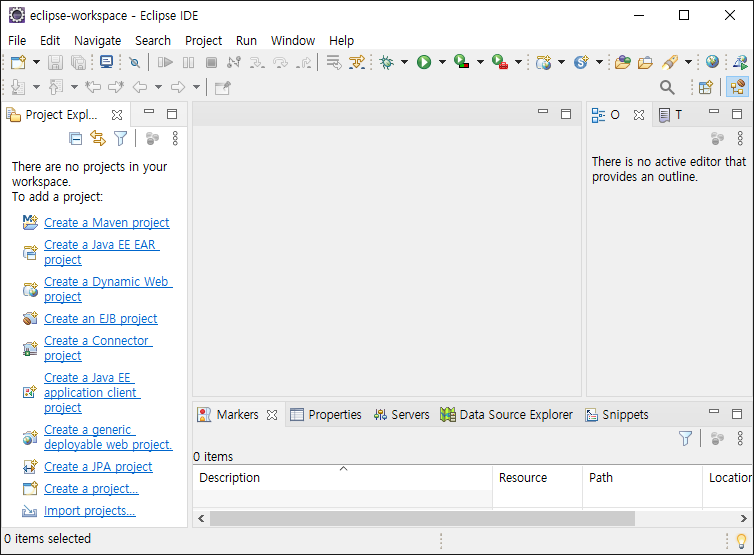 eclipse-workspace - Eclipse IDE
File Edit Navigate Search Project Run Window Help
Project Expl...
O
T
There are no projects in your
workspace.
To add a project:
Create a Maven project
Create a Java EE EAR
project
Create a Dynamic Web
project
Create an EJB project
Create a Connector
project
Create a Java EE
application client
project
Create a generic
deployable web project.
Create a JPA project
Create a project...
Import projects...
There is no active editor that
provides an outline.
Markers Properties Servers Data Source Explorer Snippets
0 items
Description Resource Path Location
0 items selected